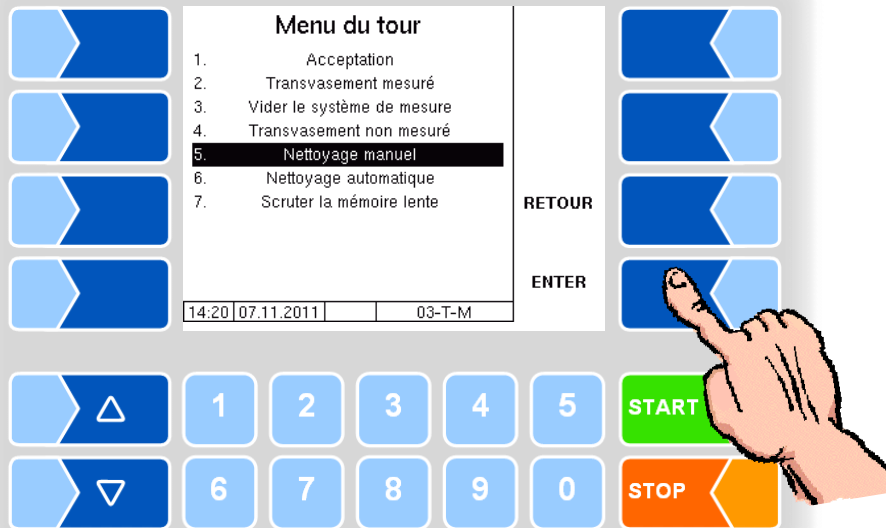 Menu du tour
1. Acceptation
2. Transvasement mesuré
3. Vider le système de mesure
4. Transvasement non mesuré
5. Nettoyage manuel
6. Nettoyage automatique
7. Scruter la mémoire lente
RETOUR
ENTER
14:20 07.11.2011 03-T-M
1 2 3 4 5 START
6 7 8 9 0 STOP